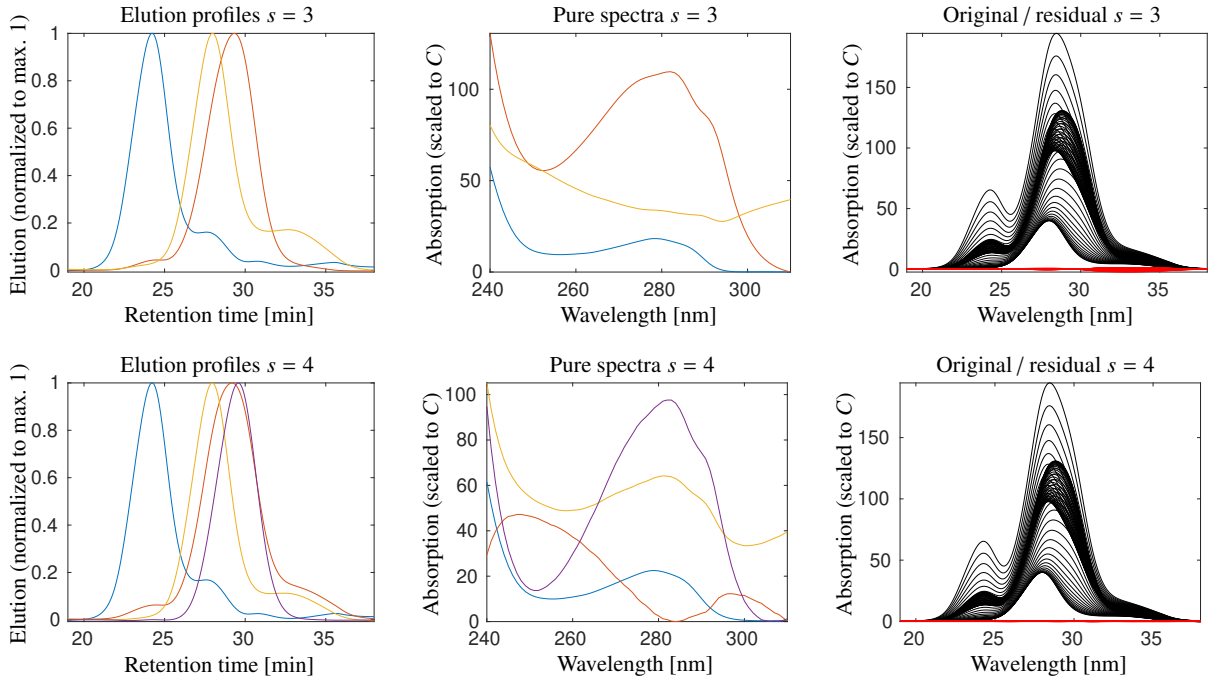 Elution profiles s = 3
Elution (normalized to max. 1)
1
0.8
0.6
0.4
0.2
0
20 25 30 35
Retention time [min]
Pure spectra s = 3
Absorption (scaled to C)
100
50
0
240 260 280 300
Wavelength [nm]
Original / residual s = 3
Absorption (scaled to C)
150
100
50
0
20 25 30 35
Wavelength [nm]
Elution profiles s = 4
Elution (normalized to max. 1)
1
0.8
0.6
0.4
0.2
0
20 25 30 35
Retention time [min]
Pure spectra s = 4
Absorption (scaled to C)
100
80
60
40
20
0
240 260 280 300
Wavelength [nm]
Original / residual s = 4
Absorption (scaled to C)
150
100
50
0
20 25 30 35
Wavelength [nm]